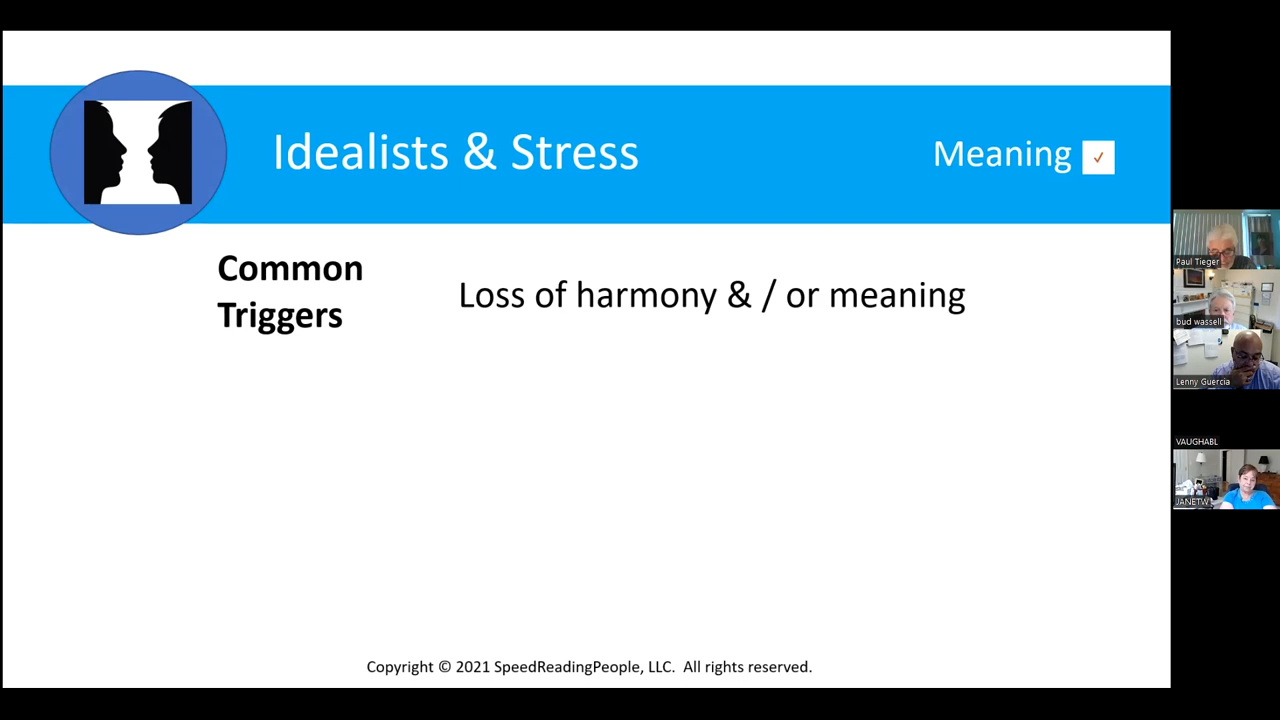 Idealists & Stress
Meaning ✓
Common
Triggers
Loss of harmony & / or meaning
Paul Tieger
bud wassell
Lenny Guercia
VAUGHABL
JANETW
Copyright © 2021 SpeedReadingPeople, LLC.  All rights reserved.